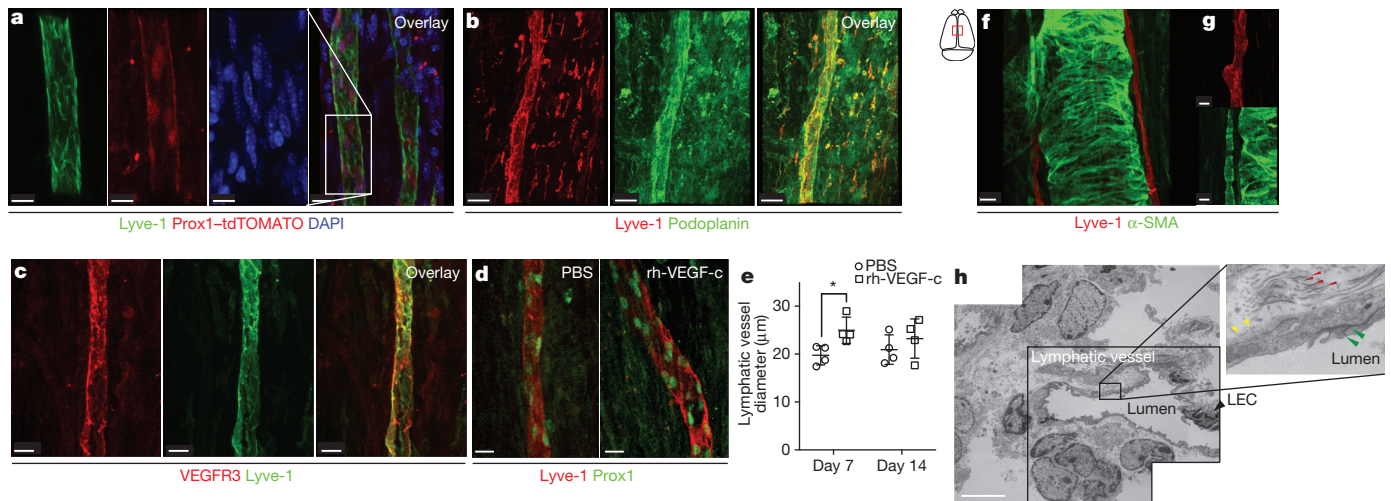 a
Overlay
Lyve-1 Prox1–tdTOMATO DAPI
b
Overlay
Lyve-1 Podoplanin
c
Overlay
VEGFR3 Lyve-1
d
PBS
rh-VEGF-c
Lyve-1 Prox1
e
PBS
rh-VEGF-c
*
Lymphatic vessel
diameter (μm)
30
20
10
0
Day 7
Day 14
f
g
Lyve-1 α-SMA
h
Lymphatic vessel
Lumen
LEC
Lumen